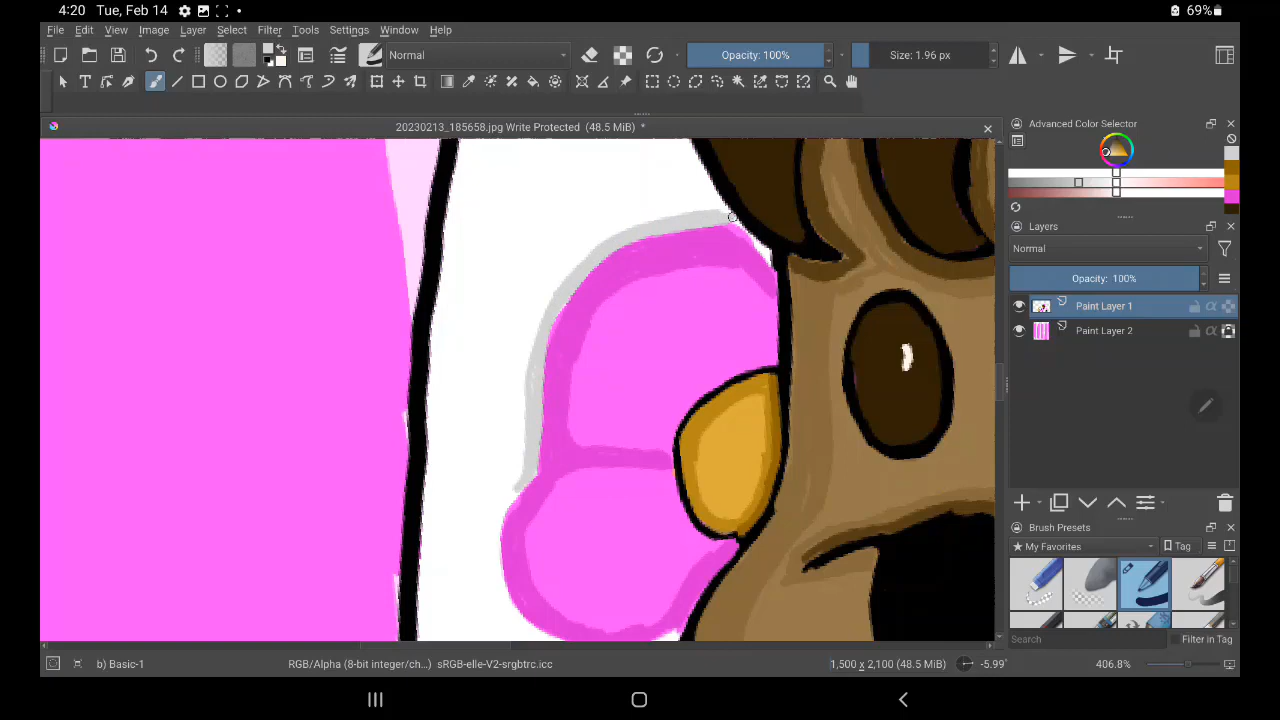 4:20 Tue, Feb 14
69%
File Edit View Image Layer Select Filter Tools Settings Window Help
Normal
Opacity: 100%
Size: 1.96 px
20230213_185658.jpg Write Protected (48.5 MiB) *
Advanced Color Selector
Layers
Normal
Opacity: 100%
Paint Layer 1
Paint Layer 2
Brush Presets
My Favorites
Tag
Search
Filter in Tag
b) Basic-1
RGB/Alpha (8-bit integer/ch...) sRGB-elle-V2-srgbtrc.icc
1,500 x 2,100 (48.5 MiB)
-5.99°
406.8%